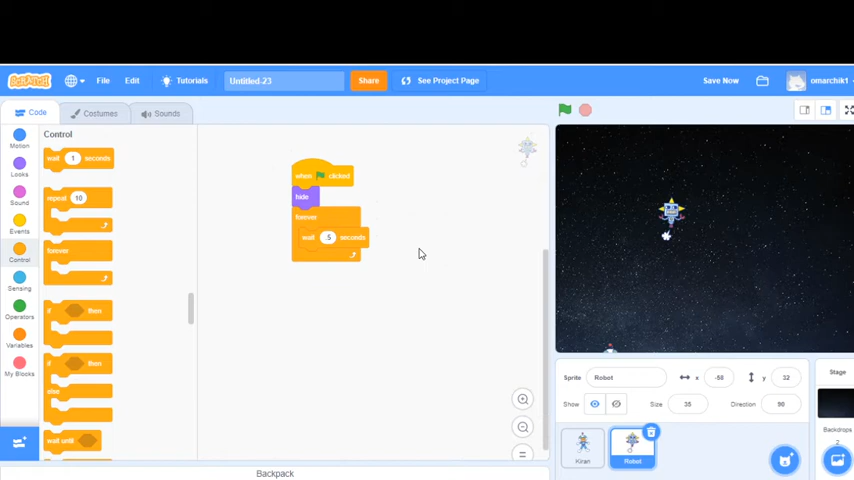 SCRATCH File Edit Tutorials Untitled-23 Share See Project Page Save Now omarchik1
Code Costumes Sounds
Motion
Looks
Sound
Events
Control
Sensing
Operators
Variables
My Blocks
Control
wait 1 seconds
repeat 10
forever
if then
if then
else
wait until
when clicked
hide
forever
wait .5 seconds
Backpack
Sprite Robot x -58 y 32
Show Size 35 Direction 90
Kiran
Robot
Stage
Backdrops
2